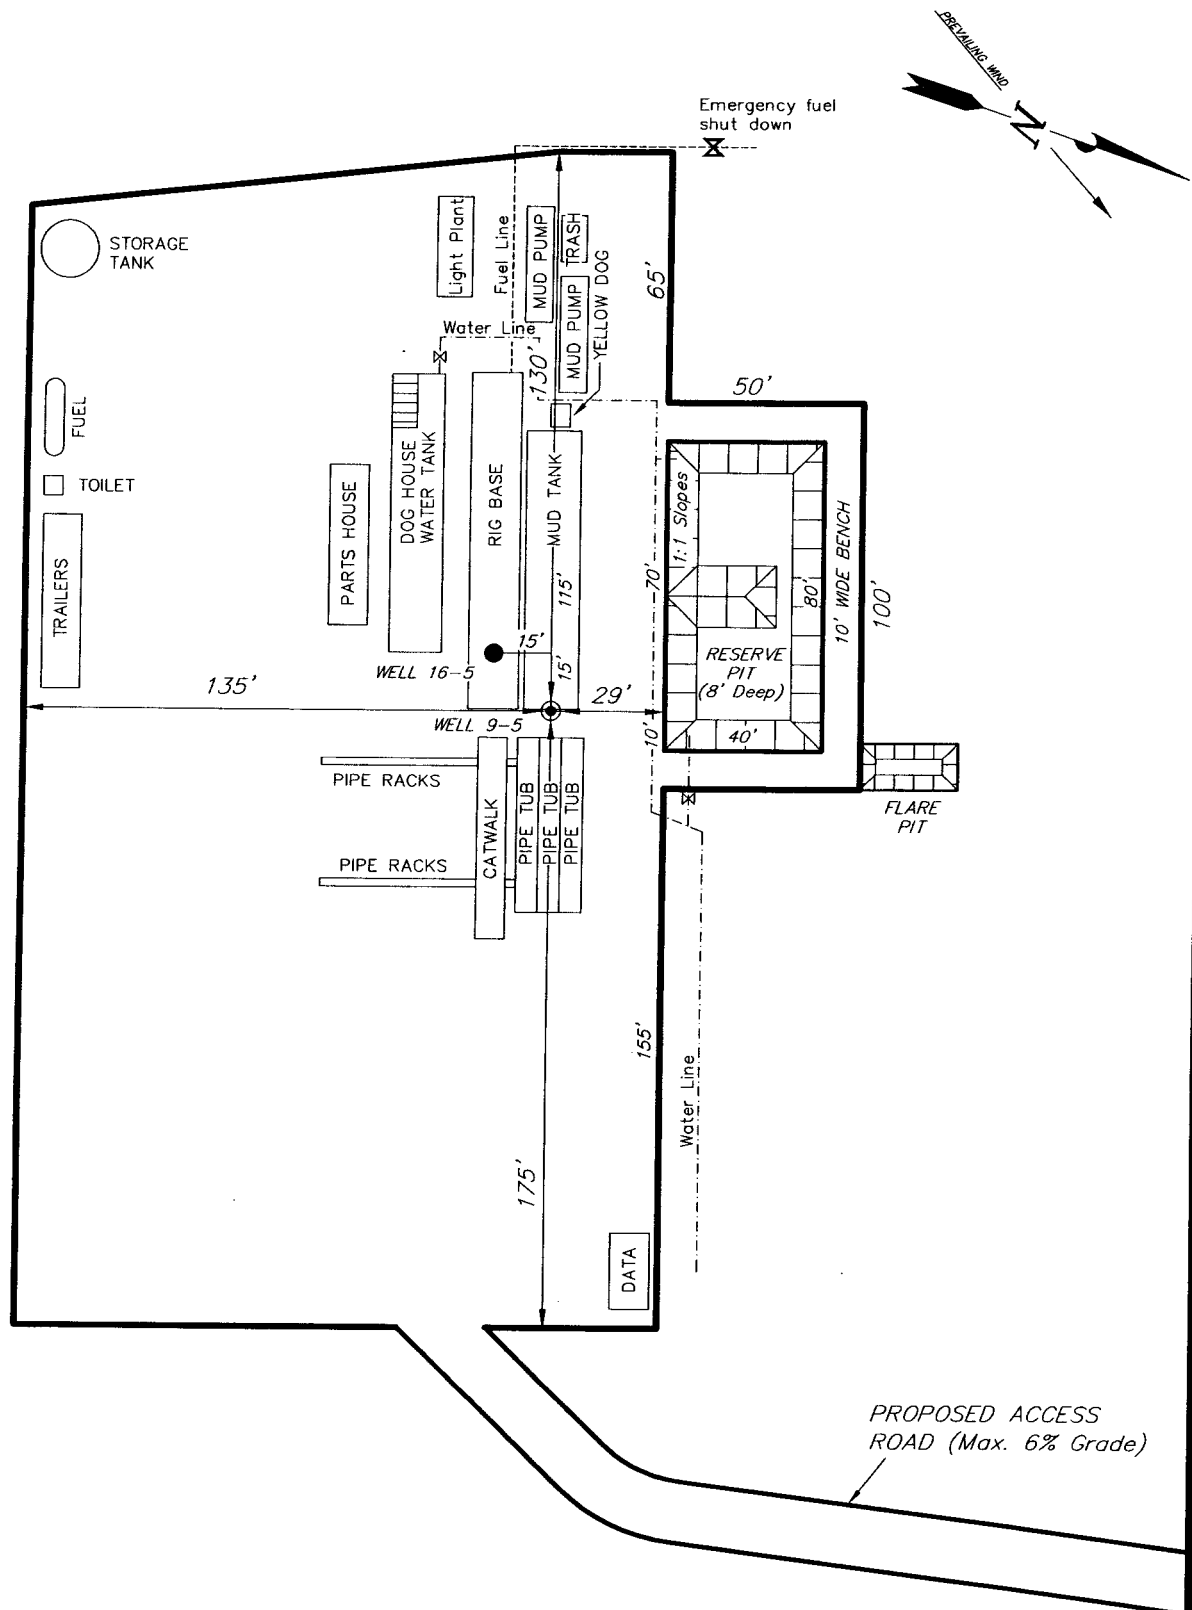 PREVAILING WIND
N
Emergency fuel
shut down
STORAGE
TANK
Light Plant
Fuel Line
MUD PUMP
TRASH
MUD PUMP
YELLOW DOG
65'
Water Line
130'
50'
FUEL
TOILET
TRAILERS
PARTS HOUSE
DOG HOUSE
WATER TANK
RIG BASE
MUD TANK
115'
70'
1:1 Slopes
80'
10' WIDE BENCH
100'
RESERVE
PIT
(8' Deep)
15'
15'
WELL 16-5
135'
29'
WELL 9-5
10'
40'
PIPE RACKS
PIPE RACKS
CATWALK
PIPE TUB
PIPE TUB
PIPE TUB
FLARE
PIT
155'
Water Line
175'
DATA
PROPOSED ACCESS
ROAD (Max. 6% Grade)